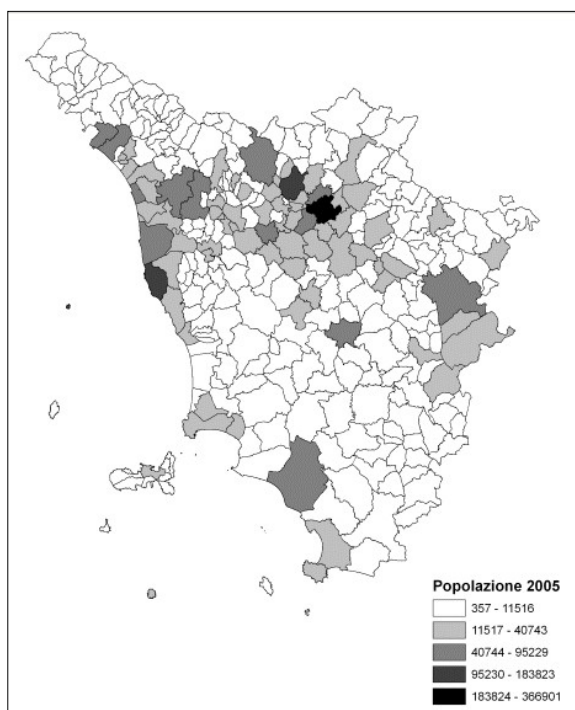 Popolazione 2005
357 - 11516
11517 - 40743
40744 - 95229
95230 - 183823
183824 - 366901